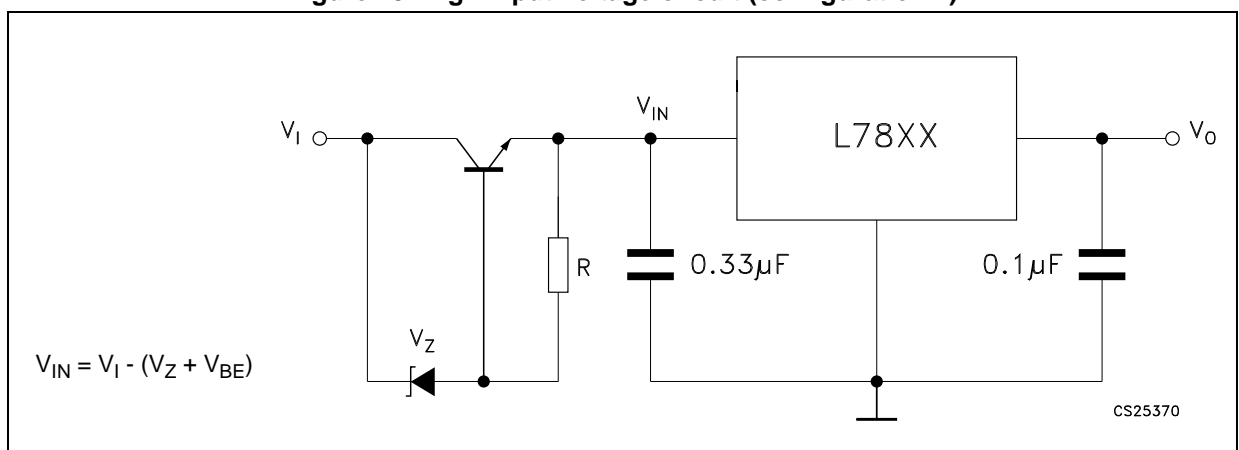 V_I
V_IN
L78XX
V_O
R
0.33µF
0.1µF
V_Z
V_IN = V_I - (V_Z + V_BE)
CS25370